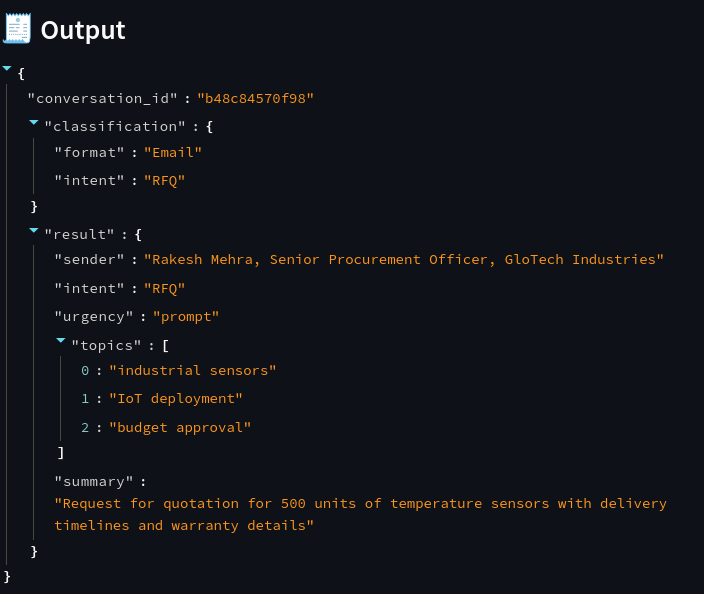 Output
{
"conversation_id" : "b48c84570f98"
"classification" : {
"format" : "Email"
"intent" : "RFQ"
}
"result" : {
"sender" : "Rakesh Mehra, Senior Procurement Officer, GloTech Industries"
"intent" : "RFQ"
"urgency" : "prompt"
"topics" : [
0 : "industrial sensors"
1 : "IoT deployment"
2 : "budget approval"
]
"summary" :
"Request for quotation for 500 units of temperature sensors with delivery
timelines and warranty details"
}
}